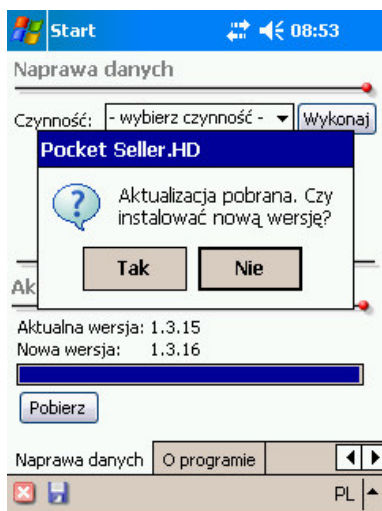 Start 08:53
Naprawa danych
Czynność: - wybierz czynność - Wykonaj
Pocket Seller.HD
Aktualizacja pobrana. Czy
instalować nową wersję?
Tak Nie
Ak
Aktualna wersja: 1.3.15
Nowa wersja: 1.3.16
Pobierz
Naprawa danych O programie
PL